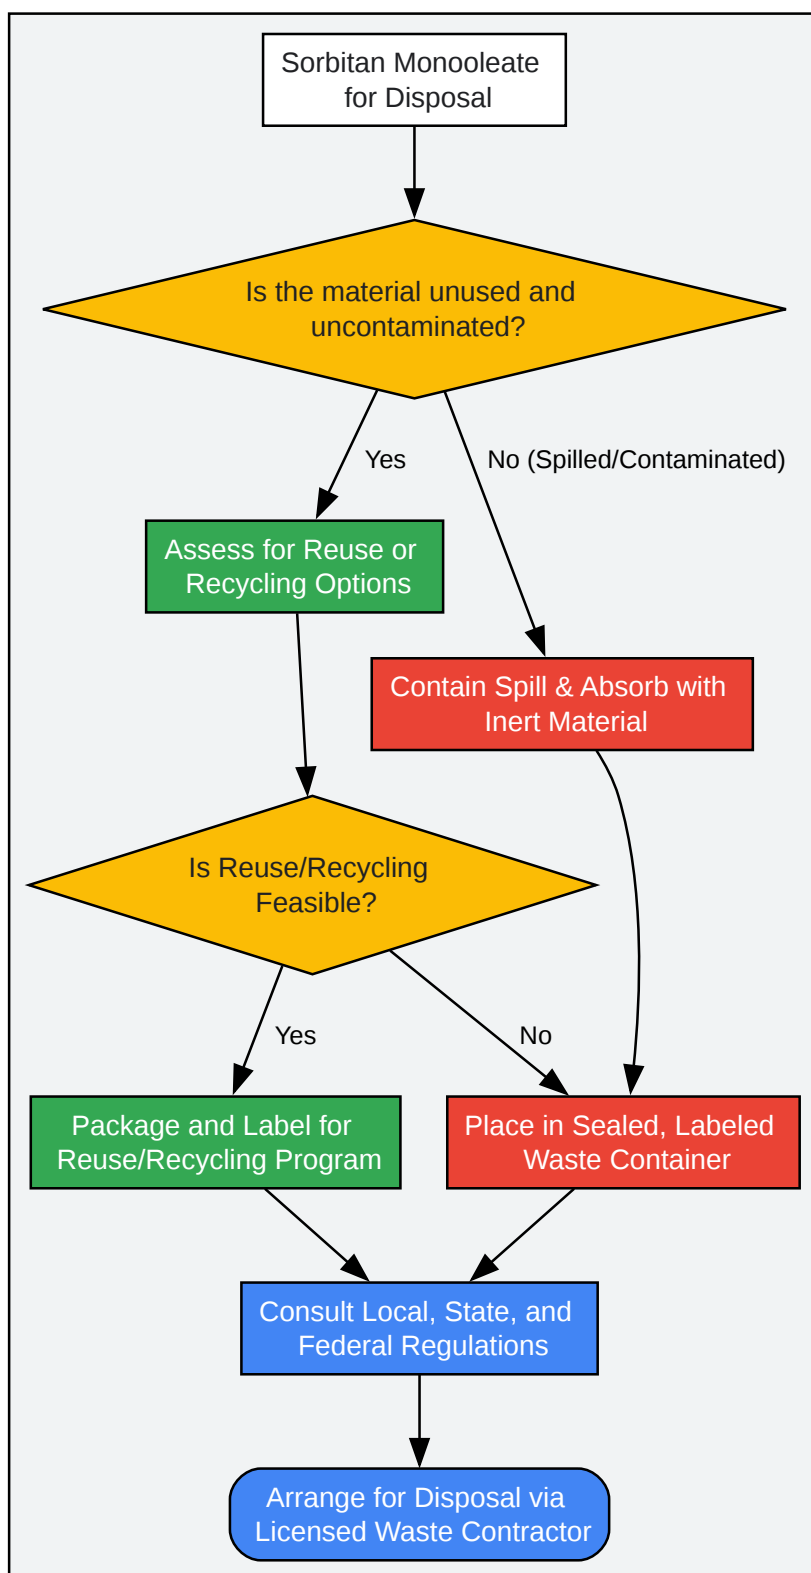 Sorbitan Monooleate
for Disposal
Is the material unused and
uncontaminated?
Yes
No (Spilled/Contaminated)
Assess for Reuse or
Recycling Options
Contain Spill & Absorb with
Inert Material
Is Reuse/Recycling
Feasible?
Yes
No
Package and Label for
Reuse/Recycling Program
Place in Sealed, Labeled
Waste Container
Consult Local, State, and
Federal Regulations
Arrange for Disposal via
Licensed Waste Contractor